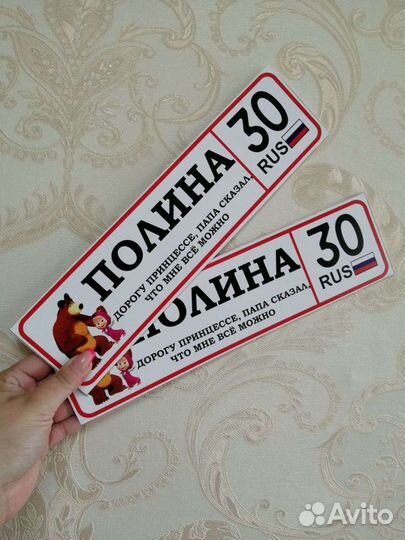 ПОЛИНА
ДОРОГУ ПРИНЦЕССЕ, ПАПА СКАЗАЛ,
ЧТО МНЕ ВСЁ МОЖНО
30
RUS
ПОЛИНА
ДОРОГУ ПРИНЦЕССЕ, ПАПА СКАЗАЛ,
ЧТО МНЕ ВСЁ МОЖНО
30
RUS
Avito